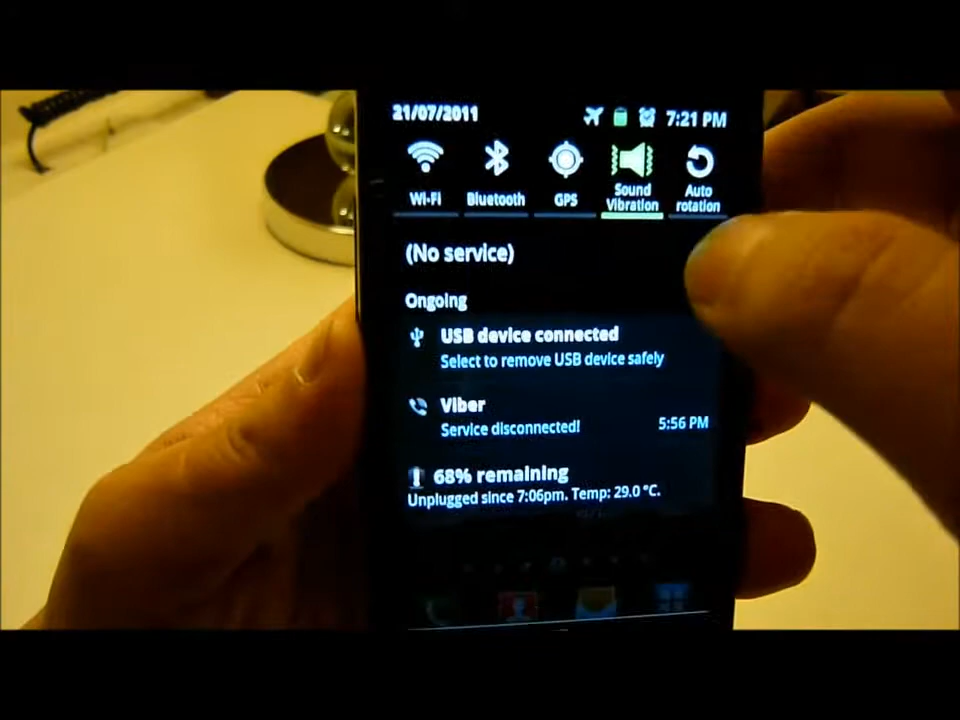 21/07/2011 7:21 PM
Wi-Fi Bluetooth GPS Sound Vibration Auto rotation
(No service)
Ongoing
USB device connected
Select to remove USB device safely
Viber
Service disconnected! 5:56 PM
68% remaining
Unplugged since 7:06pm. Temp: 29.0 °C.